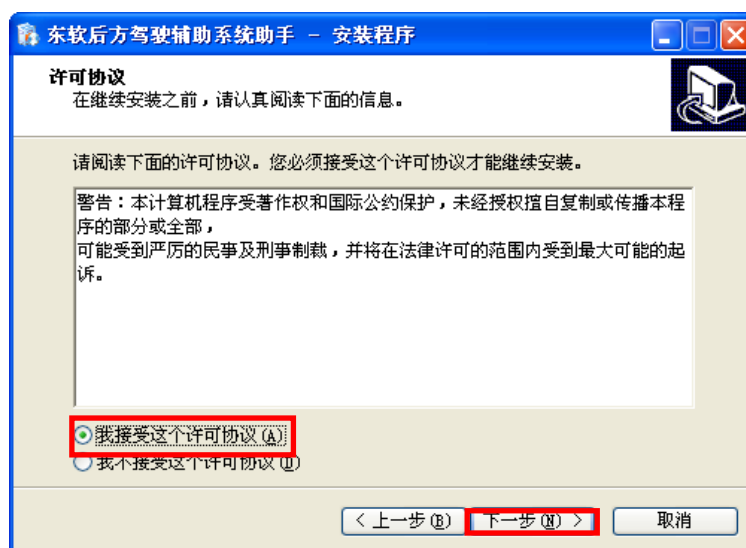 东软后方驾驶辅助系统助手 - 安装程序
许可协议
在继续安装之前，请认真阅读下面的信息。
请阅读下面的许可协议。您必须接受这个许可协议才能继续安装。
警告：本计算机程序受著作权和国际公约保护，未经授权擅自复制或传播本程
序的部分或全部，
可能受到严厉的民事及刑事制裁，并将在法律许可的范围内受到最大可能的起
诉。
我接受这个许可协议(A)
我不接受这个许可协议(D)
< 上一步(B)
下一步(N) >
取消